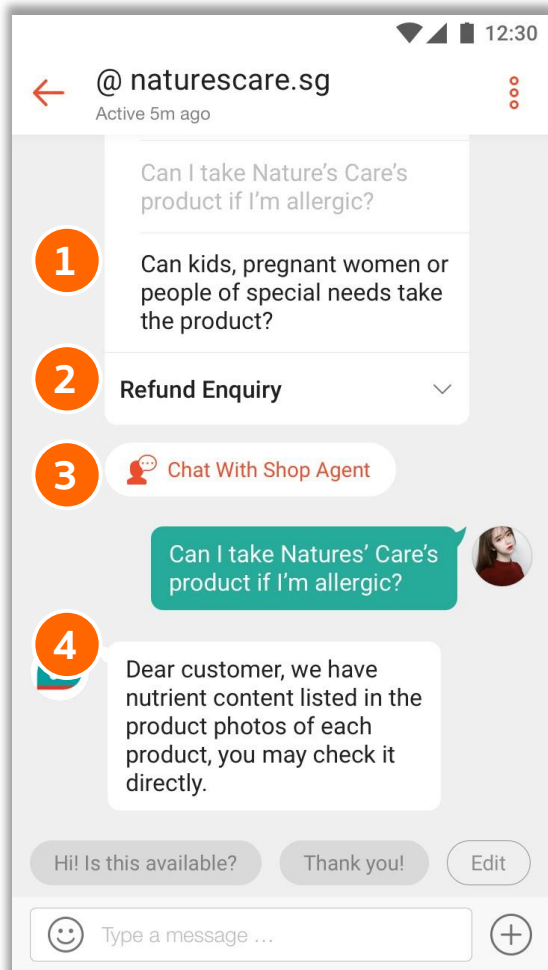 12:30
@ naturescare.sg
Active 5m ago
Can I take Nature's Care's
product if I'm allergic?
1
Can kids, pregnant women or
people of special needs take
the product?
2
Refund Enquiry
3
Chat With Shop Agent
Can I take Natures' Care's
product if I'm allergic?
4
Dear customer, we have
nutrient content listed in the
product photos of each
product, you may check it
directly.
Hi! Is this available?
Thank you!
Edit
Type a message ...